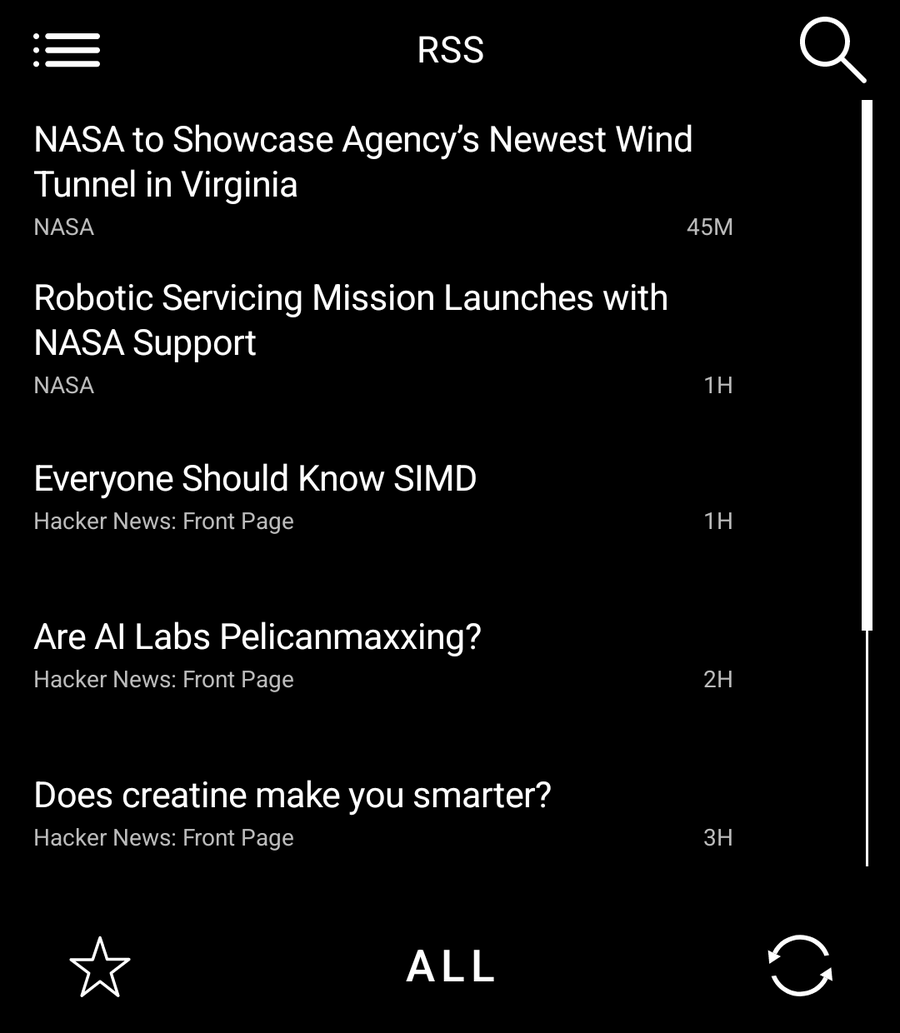 RSS
NASA to Showcase Agency’s Newest Wind
Tunnel in Virginia
NASA 45M
Robotic Servicing Mission Launches with
NASA Support
NASA 1H
Everyone Should Know SIMD
Hacker News: Front Page 1H
Are AI Labs Pelicanmaxxing?
Hacker News: Front Page 2H
Does creatine make you smarter?
Hacker News: Front Page 3H
ALL